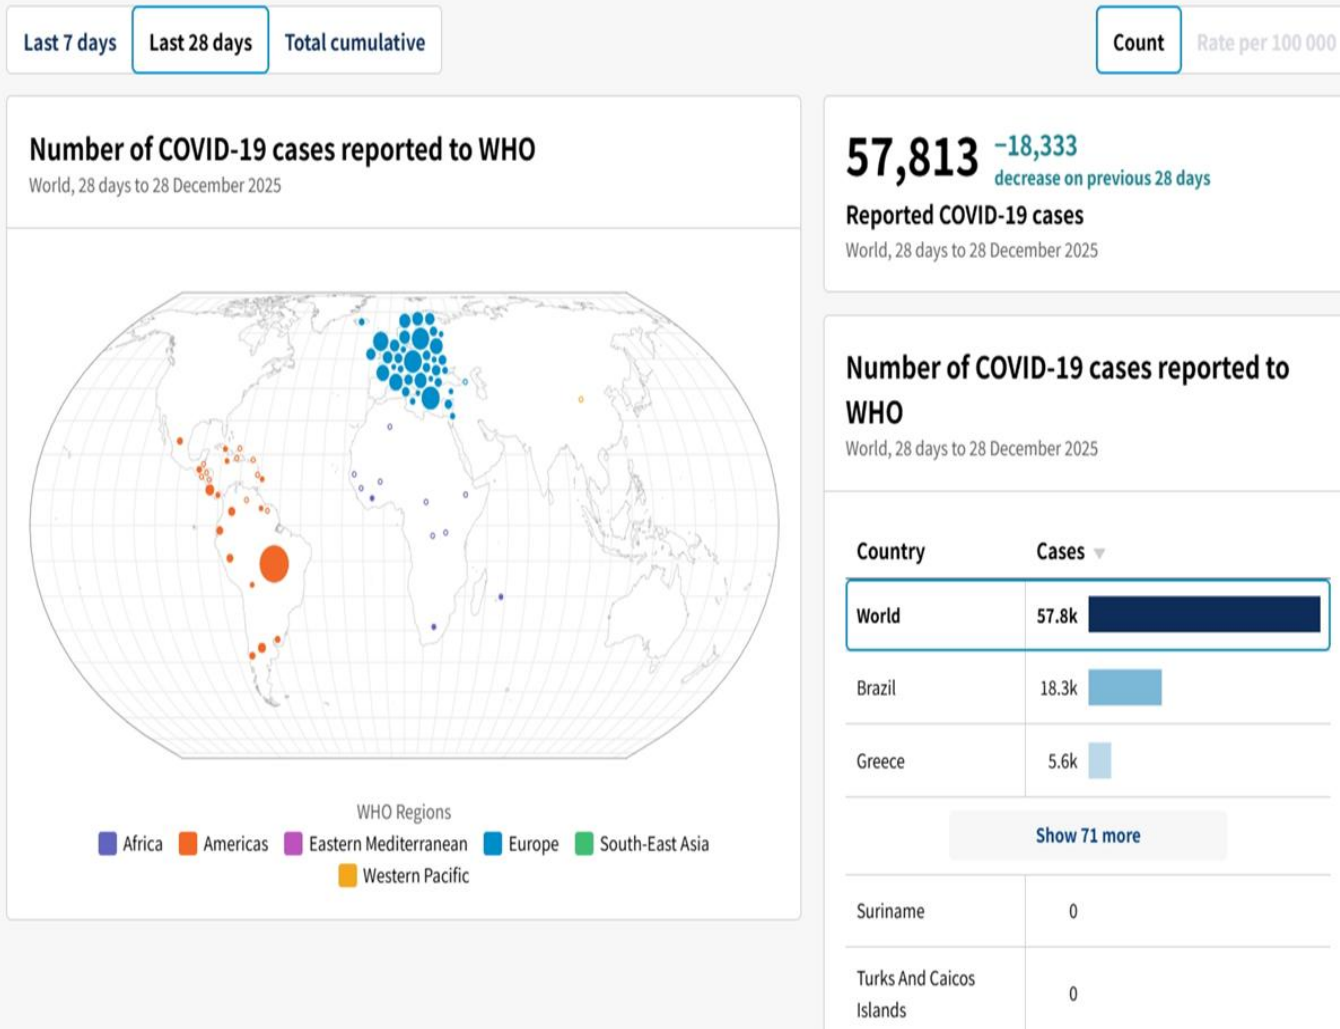 Last 7 days
Last 28 days
Total cumulative
Count
Rate per 100 000
Number of COVID-19 cases reported to WHO
World, 28 days to 28 December 2025
WHO Regions
Africa
Americas
Eastern Mediterranean
Europe
South-East Asia
Western Pacific
57,813
−18,333
decrease on previous 28 days
Reported COVID-19 cases
World, 28 days to 28 December 2025
Number of COVID-19 cases reported to
WHO
World, 28 days to 28 December 2025
Country Cases
World 57.8k
Brazil 18.3k
Greece 5.6k
Show 71 more
Suriname 0
Turks And Caicos
Islands 0